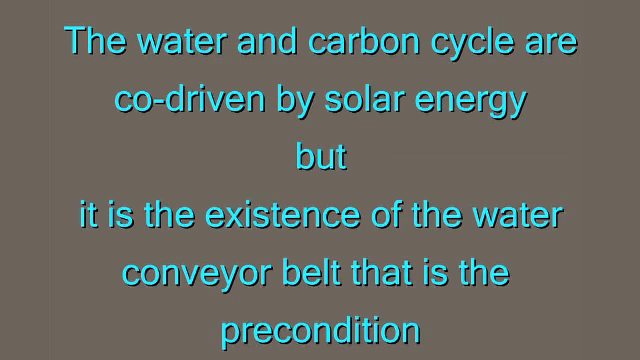 The water and carbon cycle are
co-driven by solar energy
but
it is the existence of the water
conveyor belt that is the
precondition